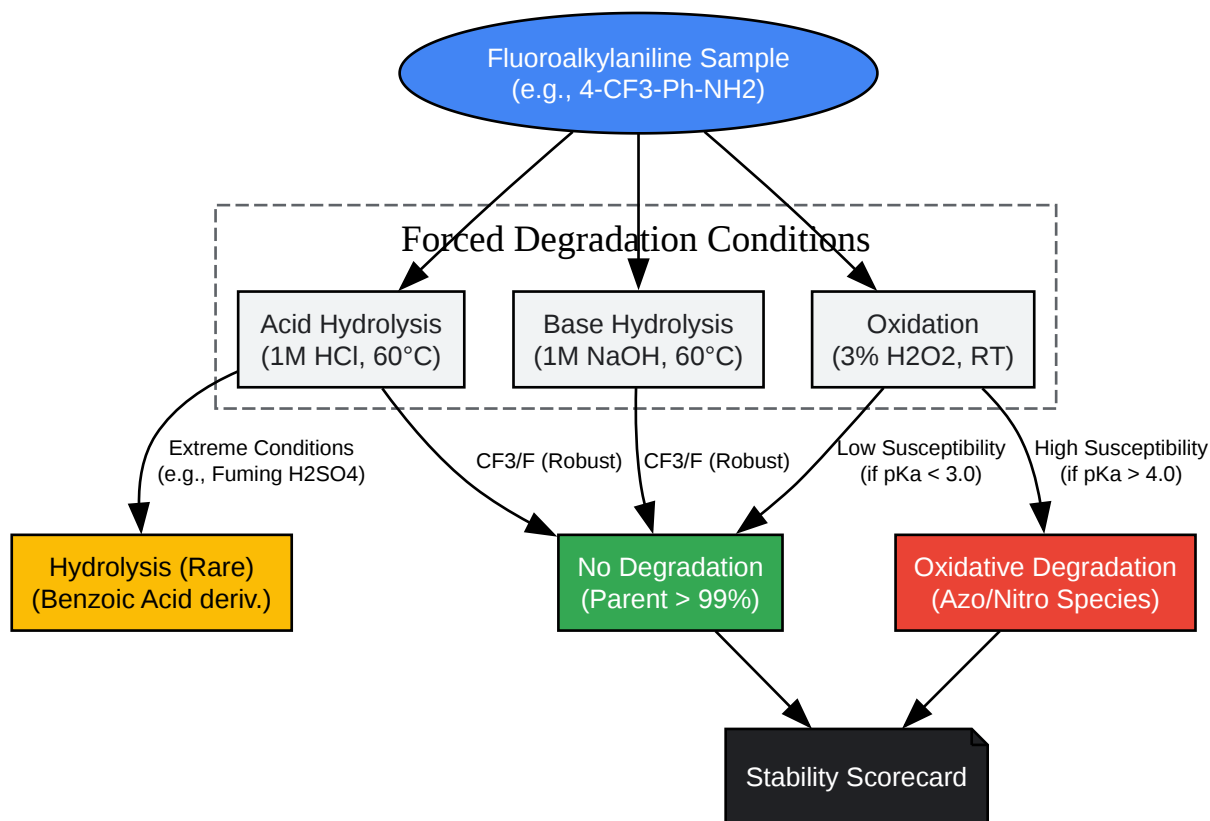 Fluoroalkylaniline Sample
(e.g., 4-CF3-Ph-NH2)
Forced Degradation Conditions
Acid Hydrolysis
(1M HCl, 60°C)
Base Hydrolysis
(1M NaOH, 60°C)
Oxidation
(3% H2O2, RT)
Extreme Conditions
(e.g., Fuming H2SO4)
CF3/F (Robust)
CF3/F (Robust)
Low Susceptibility
(if pKa < 3.0)
High Susceptibility
(if pKa > 4.0)
Hydrolysis (Rare)
(Benzoic Acid deriv.)
No Degradation
(Parent > 99%)
Oxidative Degradation
(Azo/Nitro Species)
Stability Scorecard